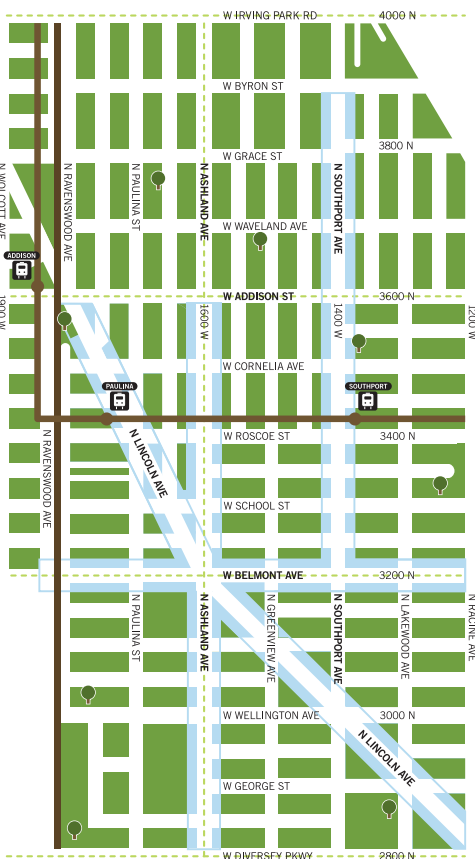 W IRVING PARK RD
4000 N
W BYRON ST
3800 N
W GRACE ST
N WOLCOTT AVE
N RAVENSWOOD AVE
N PAULINA ST
N ASHLAND AVE
N SOUTHPORT AVE
W WAVELAND AVE
ADDISON
W ADDISON ST
3600 N
1900 W
1600 W
1400 W
1200 W
W CORNELIA AVE
PAULINA
SOUTHPORT
W ROSCOE ST
3400 N
N RAVENSWOOD AVE
N LINCOLN AVE
W SCHOOL ST
W BELMONT AVE
3200 N
N PAULINA ST
N ASHLAND AVE
N GREENVIEW AVE
N SOUTHPORT AVE
N LAKEWOOD AVE
N RACINE AVE
W WELLINGTON AVE
3000 N
N LINCOLN AVE
W GEORGE ST
W DIVERSEY PKWY
2800 N